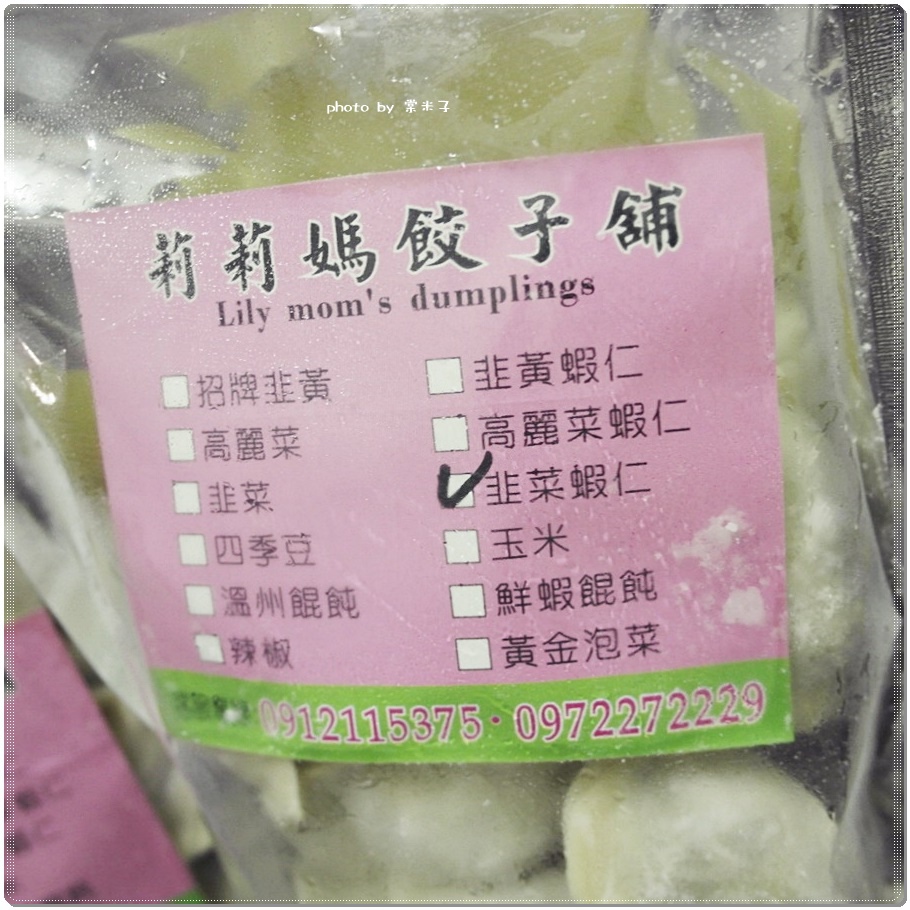 photo by 棠米子
莉莉媽餃子舖
Lily mom's dumplings
招牌韭黃
韭黃蝦仁
高麗菜
高麗菜蝦仁
韭菜
韭菜蝦仁
四季豆
玉米
溫州餛飩
鮮蝦餛飩
辣椒
黃金泡菜
0912115375·0972272229